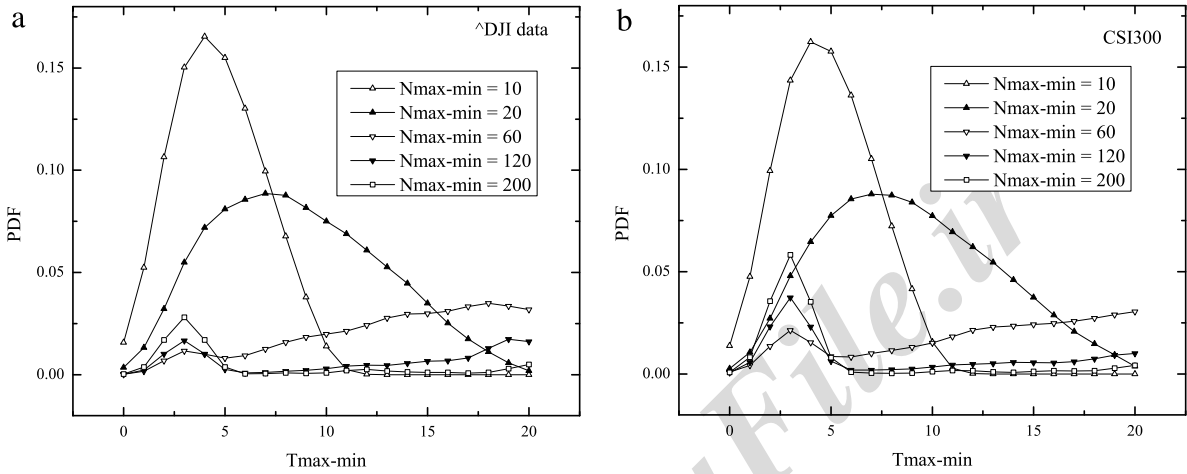 a
^DJI data
Nmax-min = 10
Nmax-min = 20
Nmax-min = 60
Nmax-min = 120
Nmax-min = 200
PDF
0.15
0.10
0.05
0.00
0
5
10
15
20
Tmax-min
b
CSI300
Nmax-min = 10
Nmax-min = 20
Nmax-min = 60
Nmax-min = 120
Nmax-min = 200
PDF
0.15
0.10
0.05
0.00
0
5
10
15
20
Tmax-min
File.ir